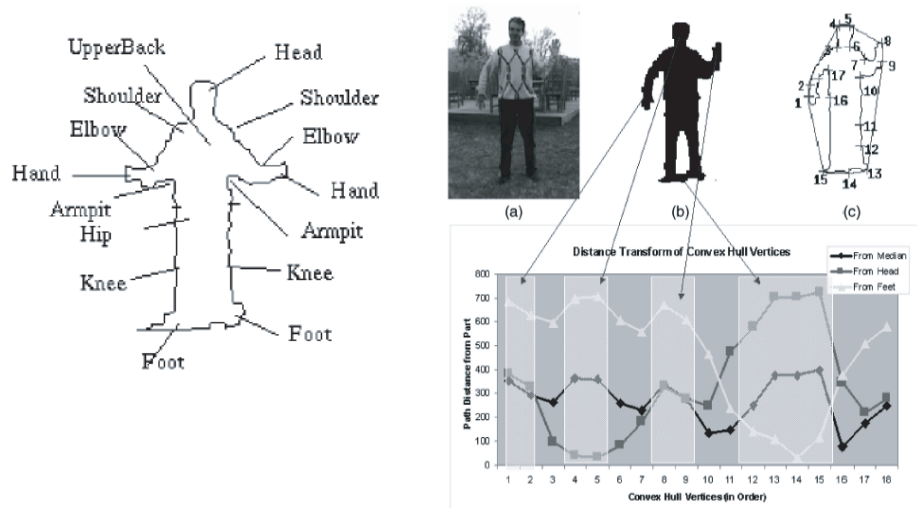 UpperBack
Head
Shoulder
Shoulder
Elbow
Elbow
Hand
Hand
Armpit
Armpit
Hip
Knee
Knee
Foot
Foot
(a)
(b)
(c)
4 5
3 6 8
7 9
17
2 10
1 16
11
12
15 14 13
Distance Transform of Convex Hull Vertices
From Median
From Head
From Feet
Path Distance from Part
800
700
600
500
400
300
200
100
0
1 2 3 4 5 6 7 8 9 10 11 12 13 14 15 16 17 18
Convex Hull Vertices (in Order)